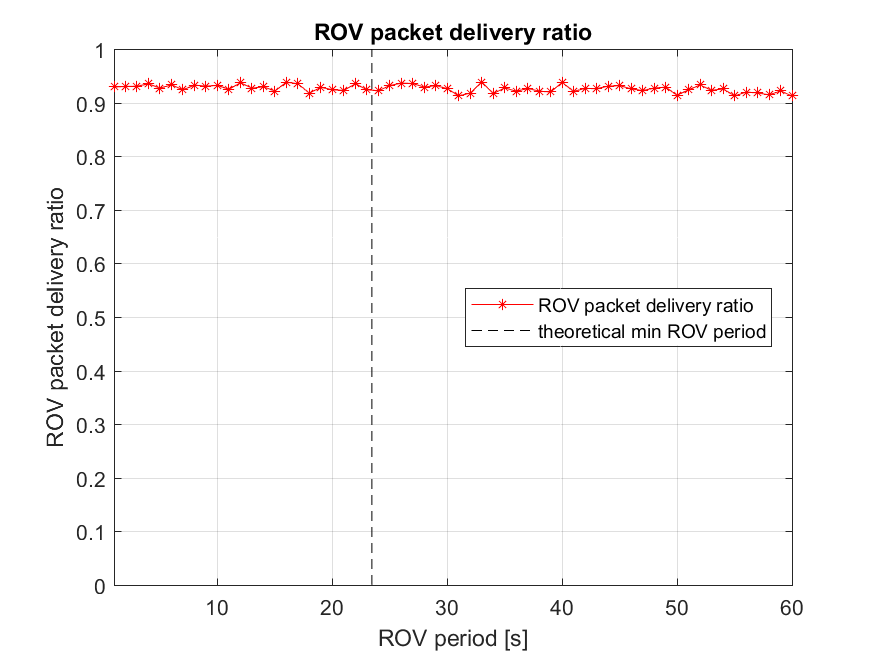 ROV packet delivery ratio
1
0.9
0.8
0.7
0.6
0.5
0.4
0.3
0.2
0.1
0
ROV packet delivery ratio
ROV packet delivery ratio
theoretical min ROV period
10 20 30 40 50 60
ROV period [s]